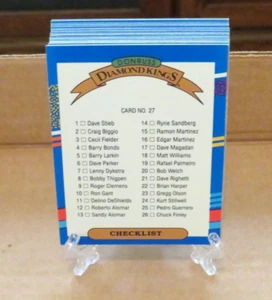 DONRUSS
DIAMOND KINGS
CARD NO. 27
1 ☐ Dave Stieb
2 ☐ Craig Biggio
3 ☐ Cecil Fielder
4 ☐ Barry Bonds
5 ☐ Barry Larkin
6 ☐ Dave Parker
7 ☐ Lenny Dykstra
8 ☐ Bobby Thigpen
9 ☐ Roger Clemens
10 ☐ Ron Gant
11 ☐ Delino DeShields
12 ☐ Roberto Alomar
13 ☐ Sandy Alomar
14 ☐ Ryne Sandberg
15 ☐ Ramon Martinez
16 ☐ Edgar Martinez
17 ☐ Dave Magadan
18 ☐ Matt Williams
19 ☐ Rafael Palmeiro
20 ☐ Bob Welch
21 ☐ Dave Righetti
22 ☐ Brian Harper
23 ☐ Gregg Olson
24 ☐ Kurt Stillwell
25 ☐ Pedro Guerrero
26 ☐ Chuck Finley
CHECKLIST